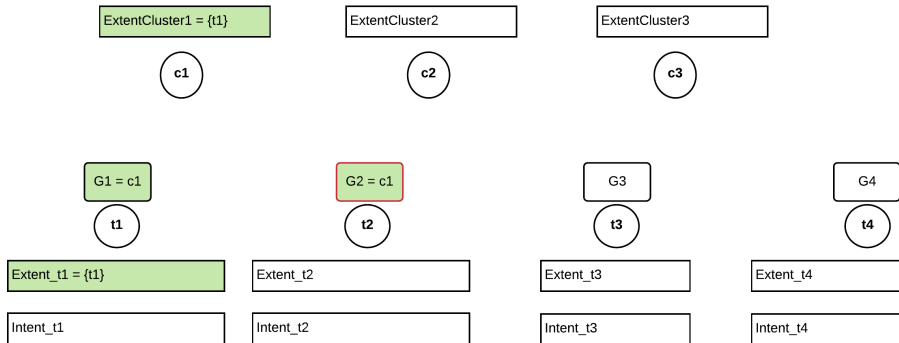 ExtentCluster1 = {t1}
ExtentCluster2
ExtentCluster3
c1
c2
c3
G1 = c1
G2 = c1
G3
G4
t1
t2
t3
t4
Extent_t1 = {t1}
Extent_t2
Extent_t3
Extent_t4
Intent_t1
Intent_t2
Intent_t3
Intent_t4